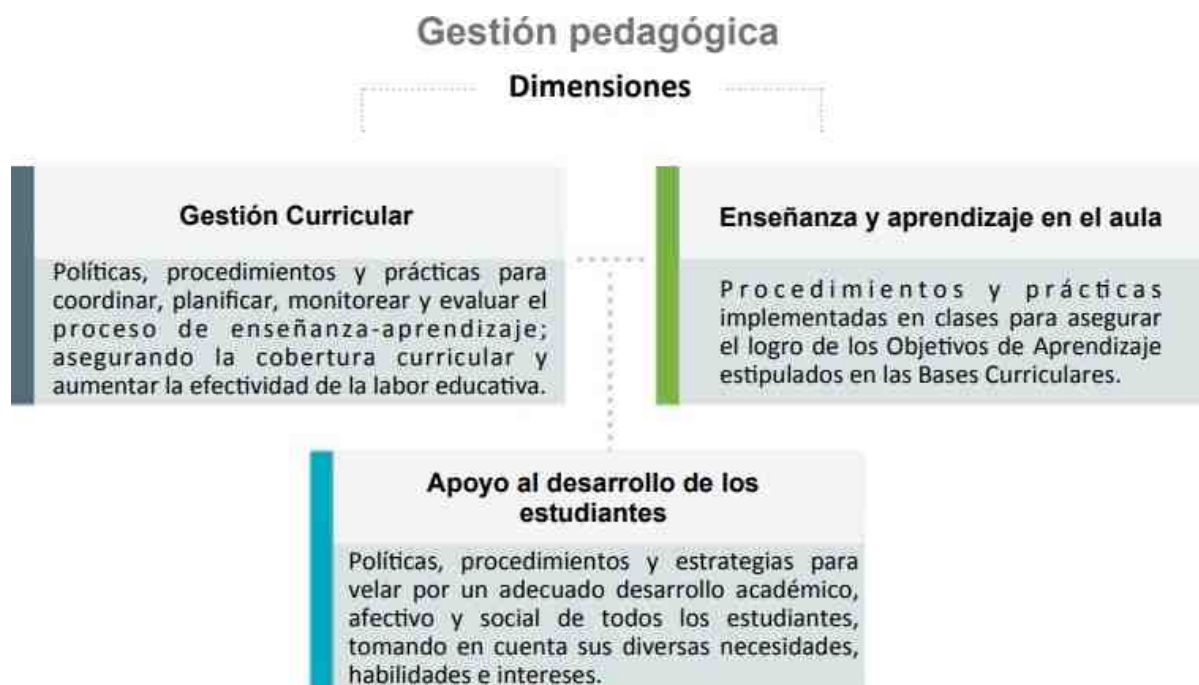 Gestión pedagógica
Dimensiones
Gestión Curricular
Políticas, procedimientos y prácticas para
coordinar, planificar, monitorear y evaluar el
proceso de enseñanza-aprendizaje;
asegurando la cobertura curricular y
aumentar la efectividad de la labor educativa.
Enseñanza y aprendizaje en el aula
Procedimientos y prácticas
implementadas en clases para asegurar
el logro de los Objetivos de Aprendizaje
estipulados en las Bases Curriculares.
Apoyo al desarrollo de los
estudiantes
Políticas, procedimientos y estrategias para
velar por un adecuado desarrollo académico,
afectivo y social de todos los estudiantes,
tomando en cuenta sus diversas necesidades,
habilidades e intereses.